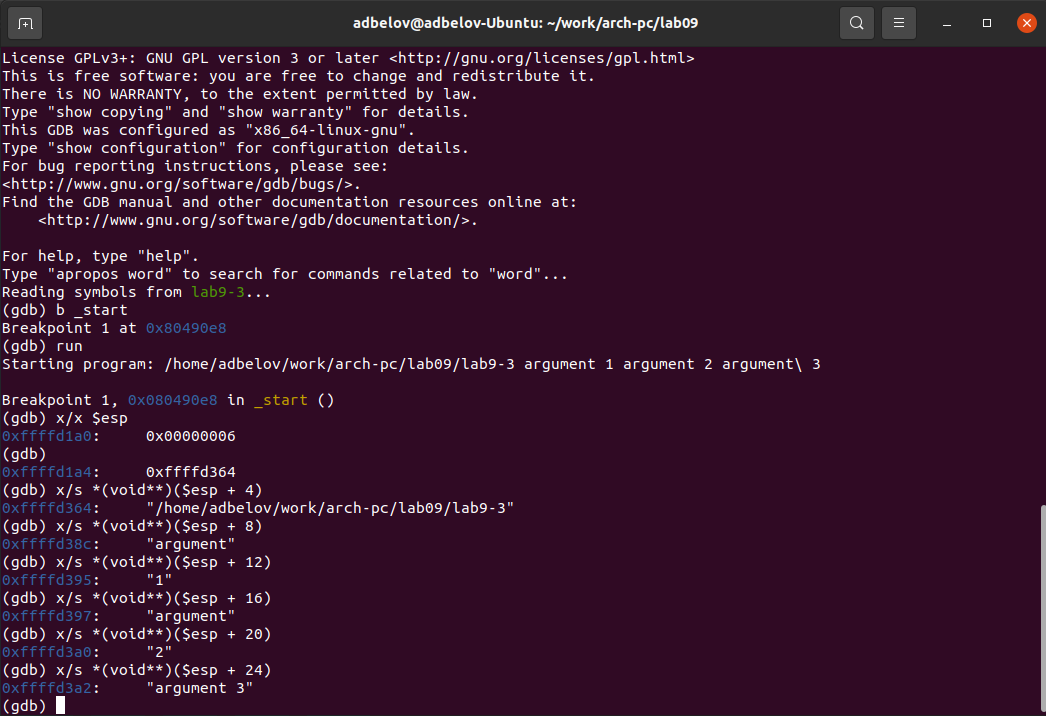 adbelov@adbelov-Ubuntu: ~/work/arch-pc/lab09
License GPLv3+: GNU GPL version 3 or later <http://gnu.org/licenses/gpl.html>
This is free software: you are free to change and redistribute it.
There is NO WARRANTY, to the extent permitted by law.
Type "show copying" and "show warranty" for details.
This GDB was configured as "x86_64-linux-gnu".
Type "show configuration" for configuration details.
For bug reporting instructions, please see:
<http://www.gnu.org/software/gdb/bugs/>.
Find the GDB manual and other documentation resources online at:
    <http://www.gnu.org/software/gdb/documentation/>.

For help, type "help".
Type "apropos word" to search for commands related to "word"...
Reading symbols from lab9-3...
(gdb) b _start
Breakpoint 1 at 0x80490e8
(gdb) run
Starting program: /home/adbelov/work/arch-pc/lab09/lab9-3 argument 1 argument 2 argument\ 3

Breakpoint 1, 0x080490e8 in _start ()
(gdb) x/x $esp
0xffffd1a0:     0x00000006
(gdb)
0xffffd1a4:     0xffffd364
(gdb) x/s *(void**)($esp + 4)
0xffffd364:     "/home/adbelov/work/arch-pc/lab09/lab9-3"
(gdb) x/s *(void**)($esp + 8)
0xffffd38c:     "argument"
(gdb) x/s *(void**)($esp + 12)
0xffffd395:     "1"
(gdb) x/s *(void**)($esp + 16)
0xffffd397:     "argument"
(gdb) x/s *(void**)($esp + 20)
0xffffd3a0:     "2"
(gdb) x/s *(void**)($esp + 24)
0xffffd3a2:     "argument 3"
(gdb)